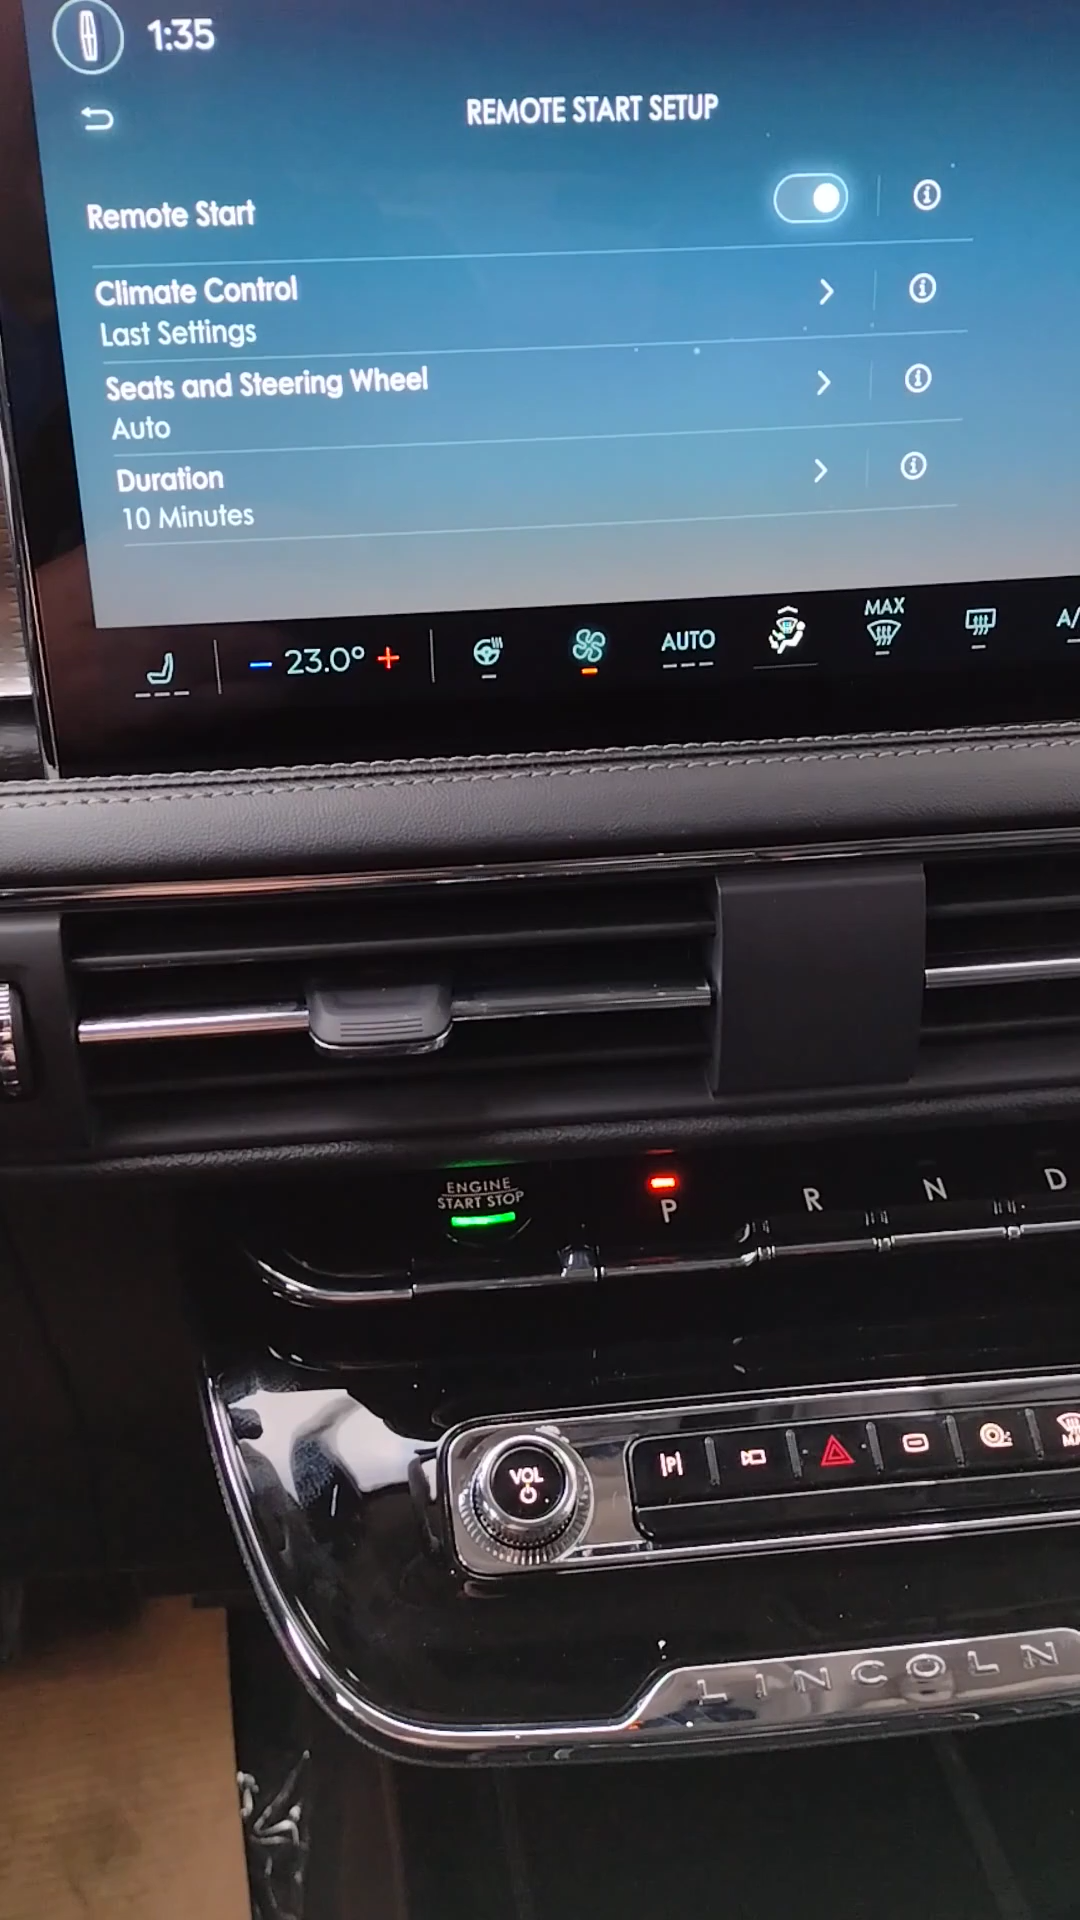 1:35
REMOTE START SETUP
Remote Start
Climate Control
Last Settings
Seats and Steering Wheel
Auto
Duration
10 Minutes
23.0°
AUTO
MAX
A/
ENGINE
START STOP
P
R
N
D
VOL
P
MA
LINCOLN